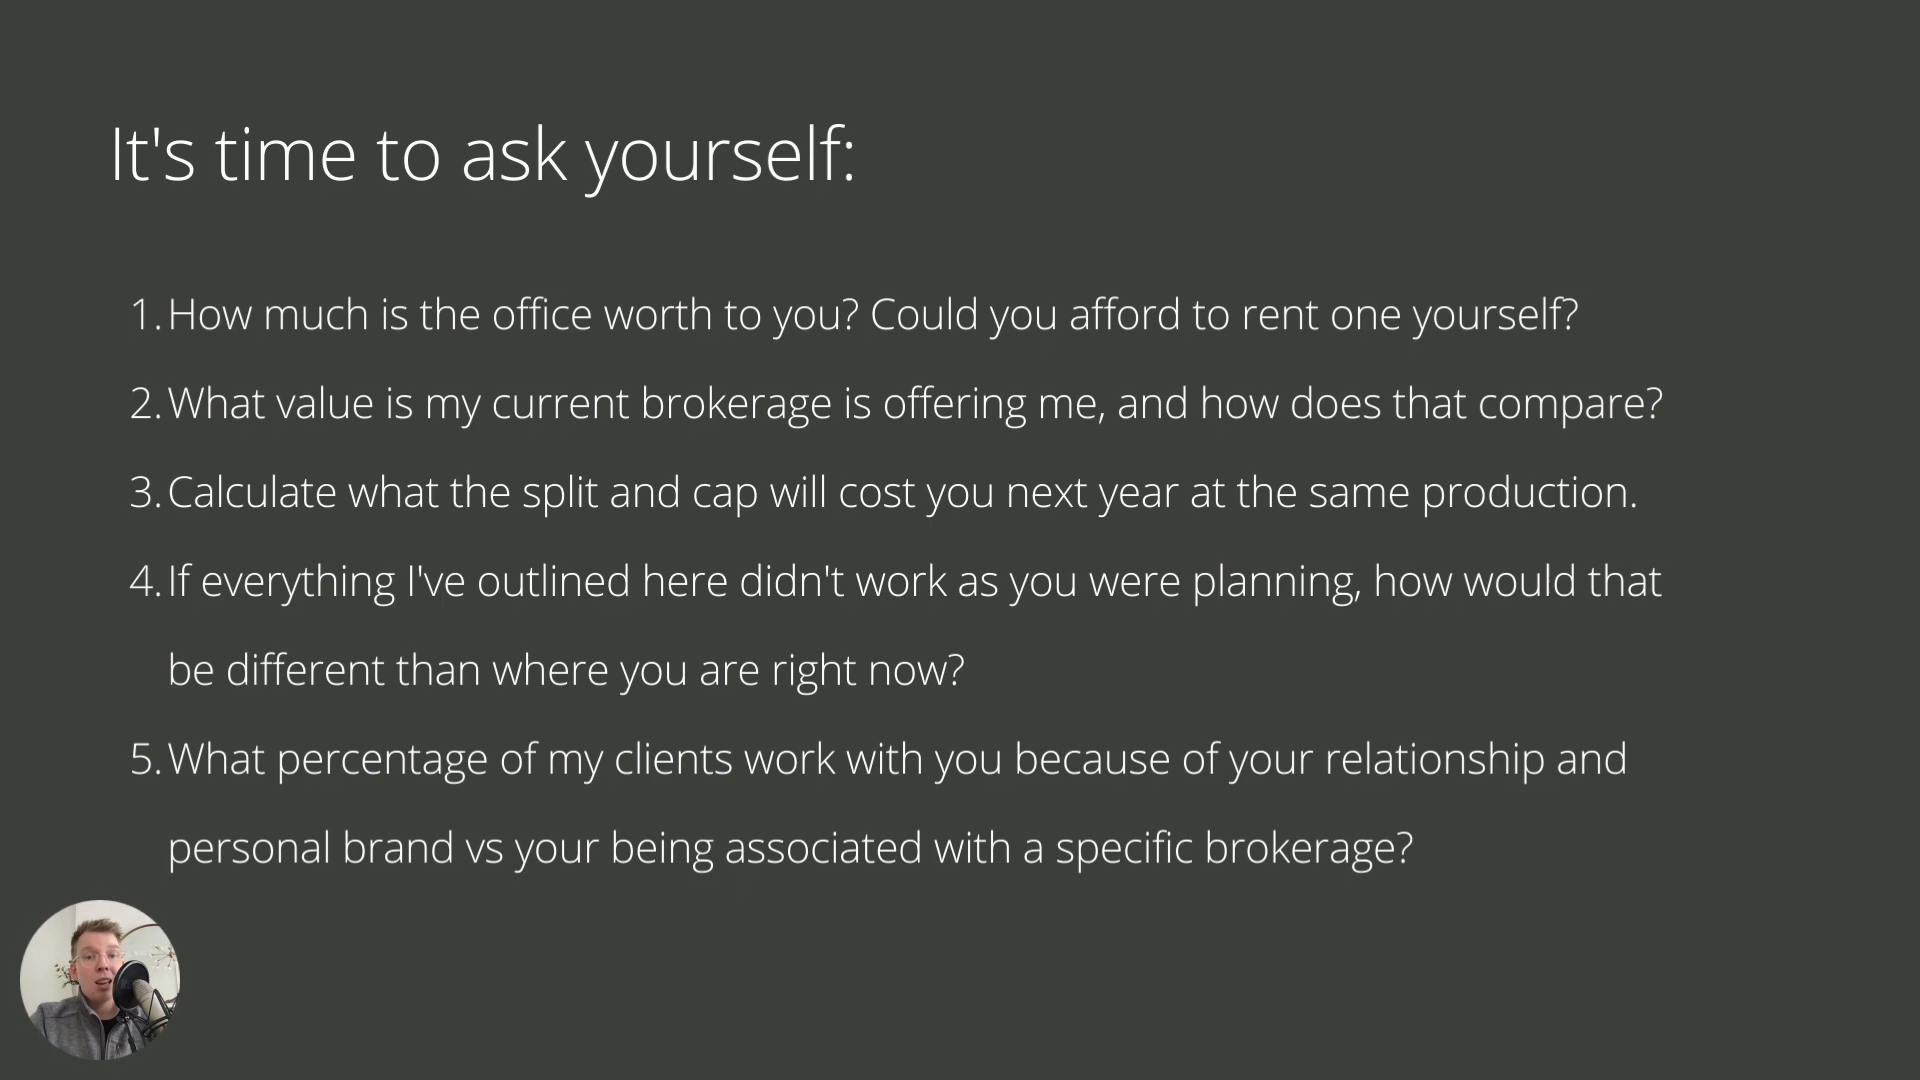 It's time to ask yourself:
1. How much is the office worth to you? Could you afford to rent one yourself?
2. What value is my current brokerage is offering me, and how does that compare?
3. Calculate what the split and cap will cost you next year at the same production.
4. If everything I've outlined here didn't work as you were planning, how would that
be different than where you are right now?
5. What percentage of my clients work with you because of your relationship and
personal brand vs your being associated with a specific brokerage?